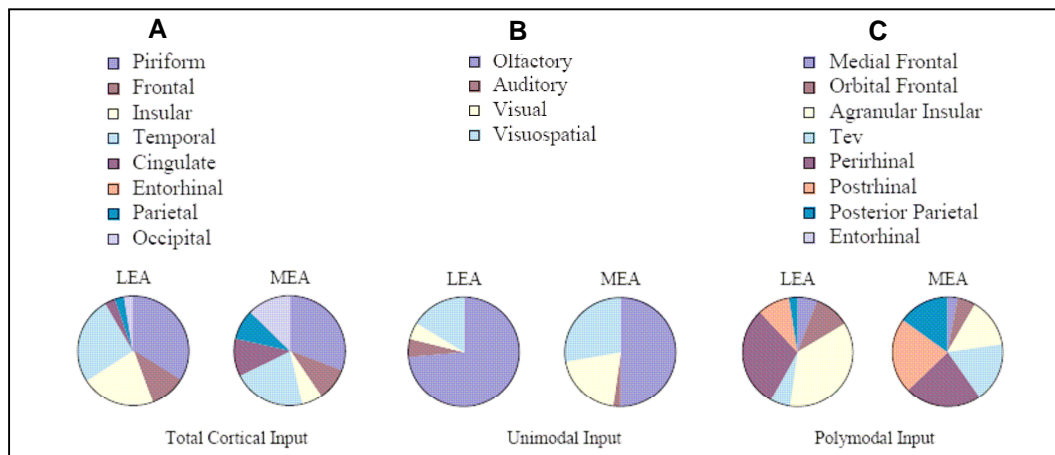 A
Piriform
Frontal
Insular
Temporal
Cingulate
Entorhinal
Parietal
Occipital
LEA MEA
Total Cortical Input
B
Olfactory
Auditory
Visual
Visuospatial
LEA MEA
Unimodal Input
C
Medial Frontal
Orbital Frontal
Agranular Insular
Tev
Perirhinal
Postrhinal
Posterior Parietal
Entorhinal
LEA MEA
Polymodal Input